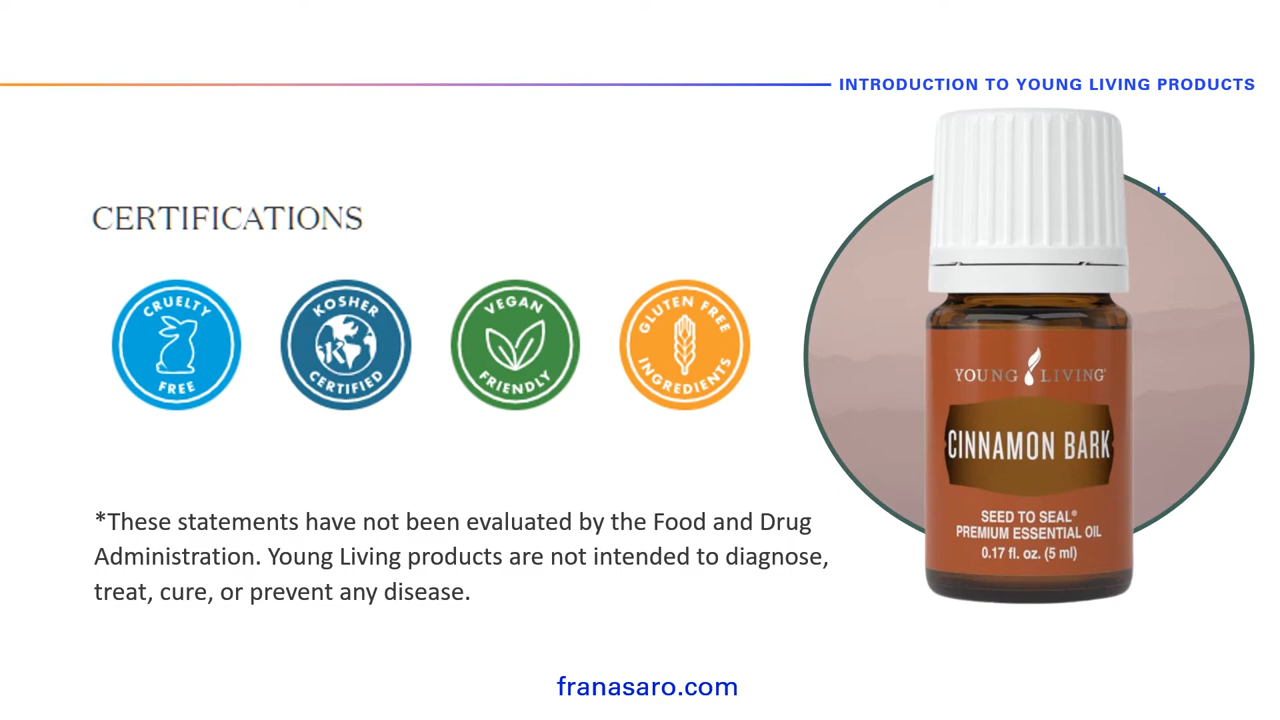 INTRODUCTION TO YOUNG LIVING PRODUCTS
CERTIFICATIONS
CRUELTY
FREE
KOSHER
K
CERTIFIED
VEGAN
FRIENDLY
GLUTEN FREE
INGREDIENTS
YOUNG LIVING
CINNAMON BARK
SEED TO SEAL®
PREMIUM ESSENTIAL OIL
0.17 fl. oz. (5 ml)
*These statements have not been evaluated by the Food and Drug
Administration. Young Living products are not intended to diagnose,
treat, cure, or prevent any disease.
franasaro.com